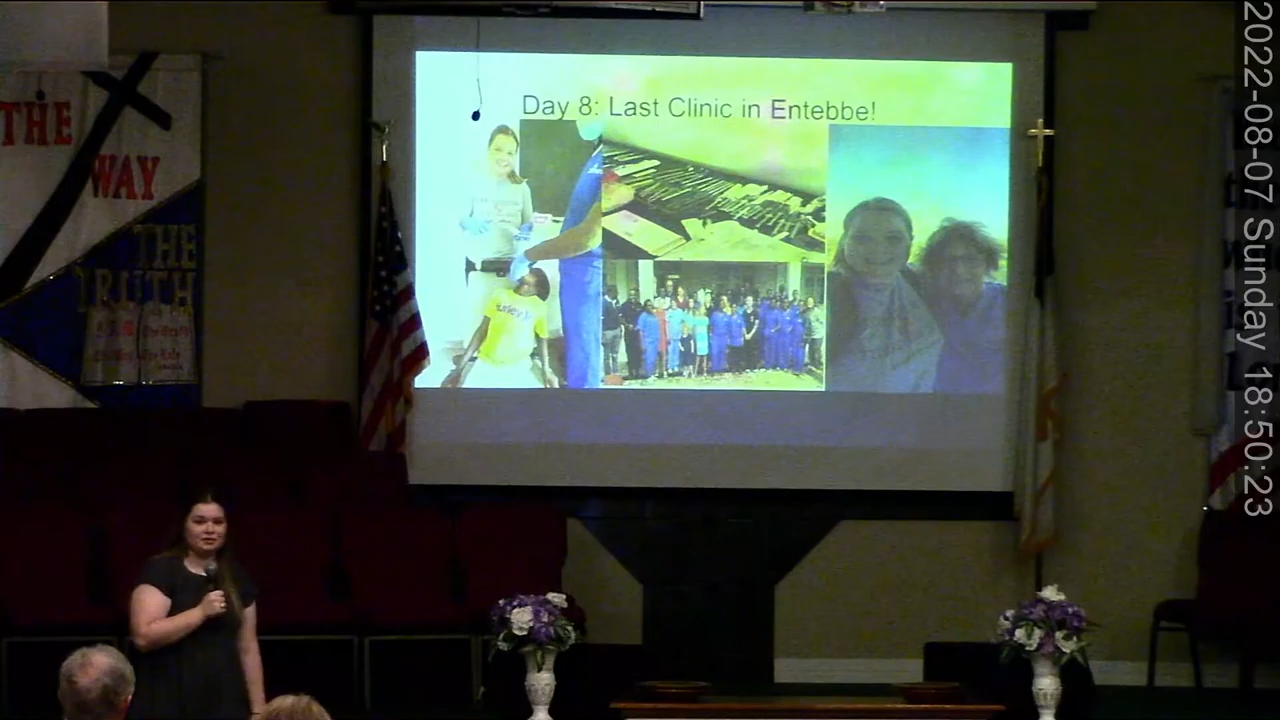 THE
WAY
THE
TRUTH
Day 8: Last Clinic in Entebbe!
2022-08-07 Sunday 18:50:23